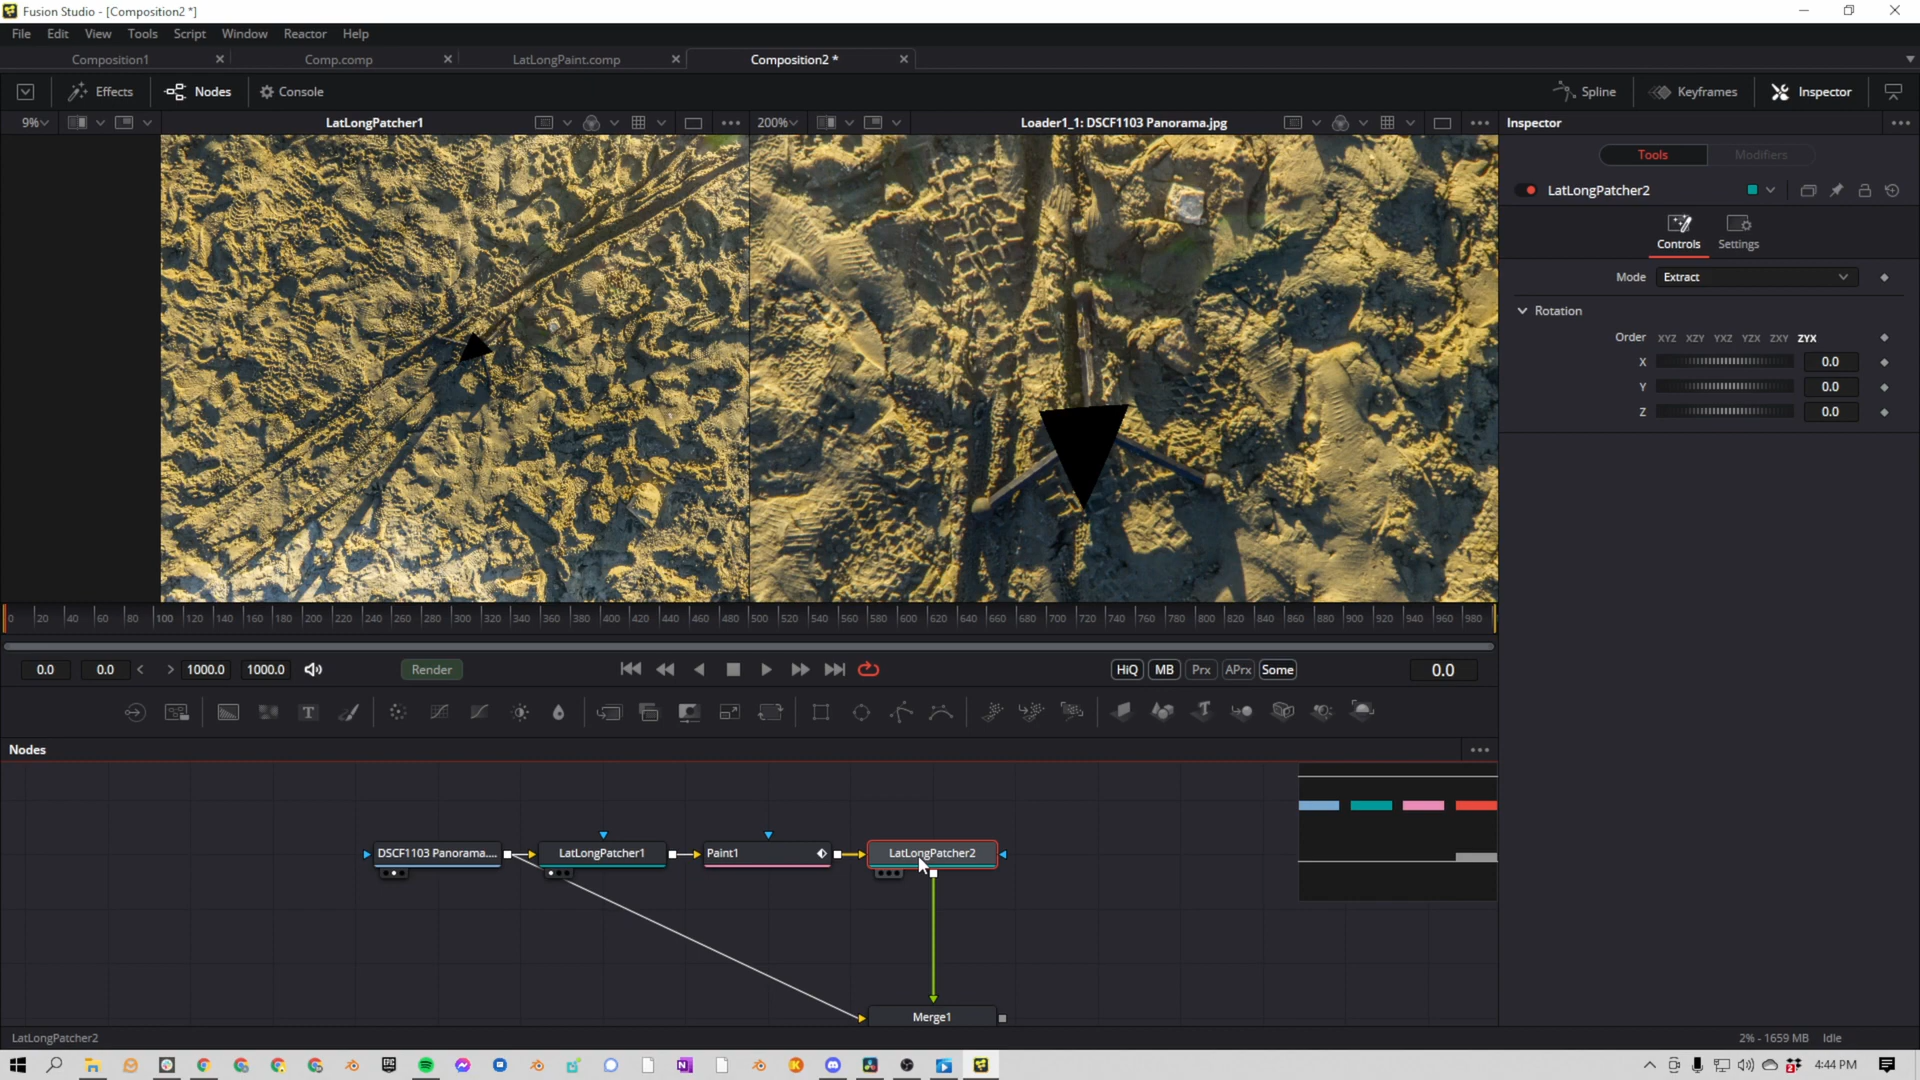 Fusion Studio - [Composition2 *]
File Edit View Tools Script Window Reactor Help
Composition1 Comp.comp LatLongPaint.comp Composition2 *
Effects Nodes Console Spline Keyframes Inspector
9% LatLongPatcher1 200% Loader1_1: DSCF1103 Panorama.jpg Inspector
Tools Modifiers
LatLongPatcher2
Controls Settings
Mode Extract
Rotation
Order XYZ XZY YXZ YZX ZXY ZYX
X 0.0
Y 0.0
Z 0.0
0 20 40 60 80 100 120 140 160 180 200 220 240 260 280 300 320 340 360 380 400 420 440 460 480 500 520 540 560 580 600 620 640 660 680 700 720 740 760 780 800 820 840 860 880 900 920 940 960 980
0.0 0.0 < > 1000.0 1000.0 Render HiQ MB Prx APrx Some 0.0
Nodes
DSCF1103 Panorama.... LatLongPatcher1 Paint1 LatLongPatcher2
Merge1
LatLongPatcher2 2% - 1659 MB Idle
4:44 PM